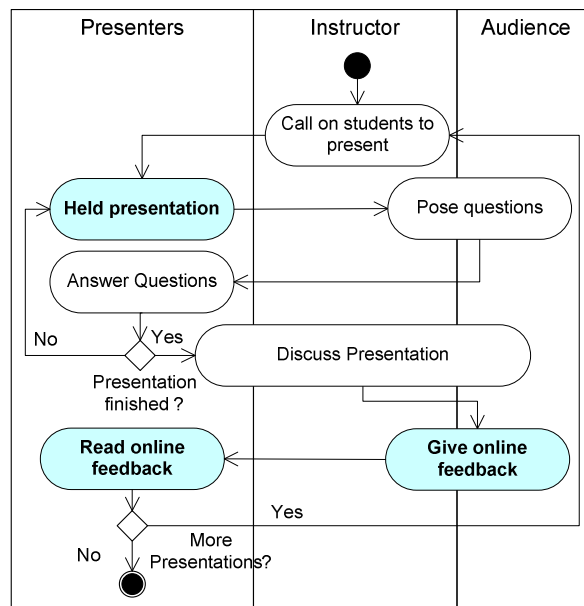 Presenters
Instructor
Audience
Call on students to
present
Held presentation
Pose questions
Answer Questions
No
Yes
Discuss Presentation
Presentation
finished ?
Read online
feedback
Give online
feedback
Yes
No
More
Presentations?